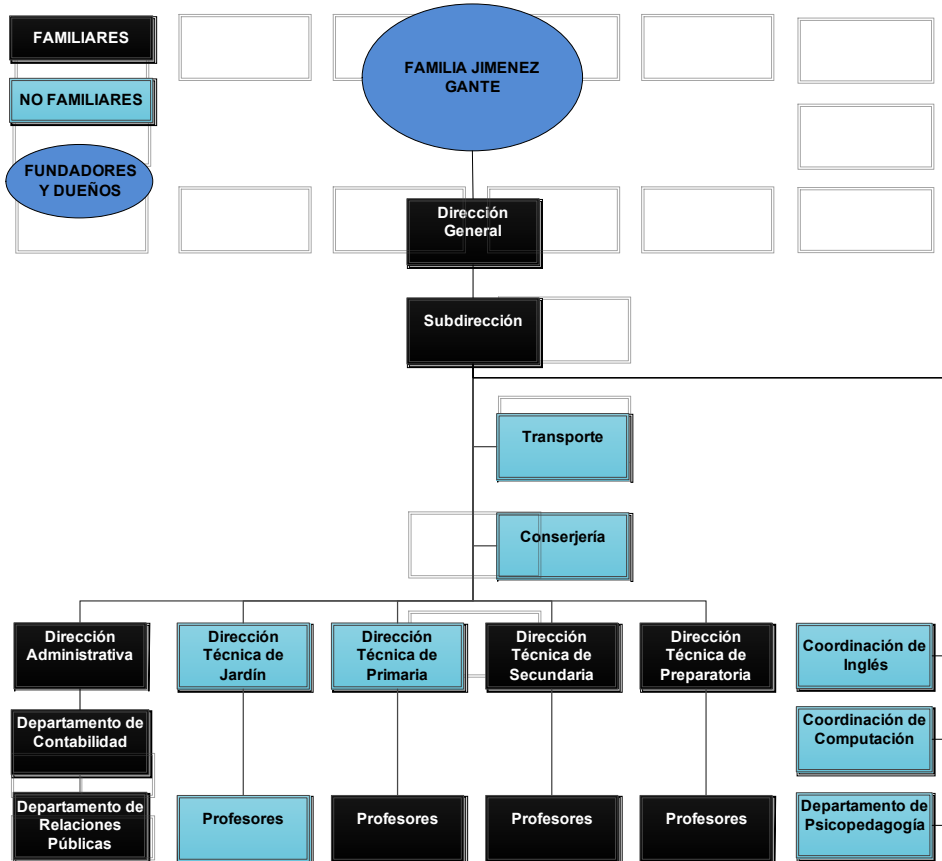 FAMILIARES
NO FAMILIARES
FUNDADORES
Y DUEÑOS
FAMILIA JIMENEZ
GANTE
Dirección
General
Subdirección
Transporte
Conserjería
Dirección
Administrativa
Dirección
Técnica de
Jardín
Dirección
Técnica de
Primaria
Dirección
Técnica de
Secundaria
Dirección
Técnica de
Preparatoria
Coordinación de
Inglés
Departamento de
Contabilidad
Coordinación de
Computación
Departamento de
Relaciones
Públicas
Profesores
Profesores
Profesores
Profesores
Departamento de
Psicopedagogía